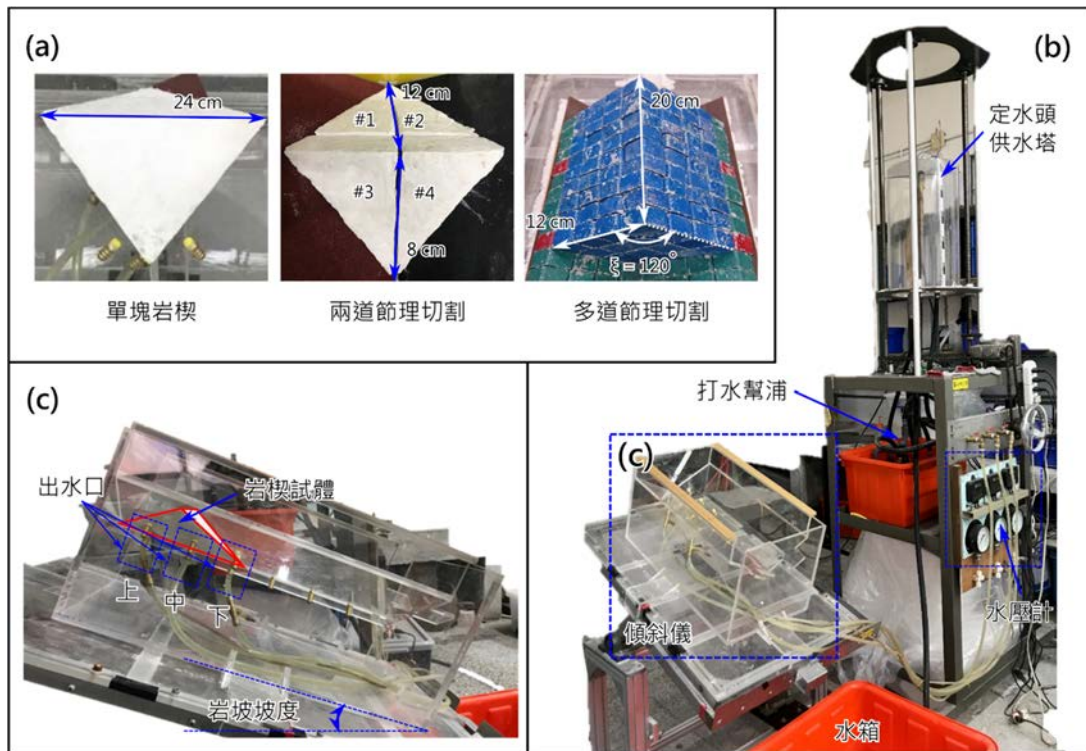 (a)
24 cm
單塊岩楔
12 cm
#1
#2
#3
#4
8 cm
兩道節理切割
20 cm
12 cm
ξ = 120°
多道節理切割
(b)
定水頭
供水塔
打水幫浦
(c)
傾斜儀
水壓計
水箱
(c)
出水口
岩楔試體
上
中
下
岩坡坡度